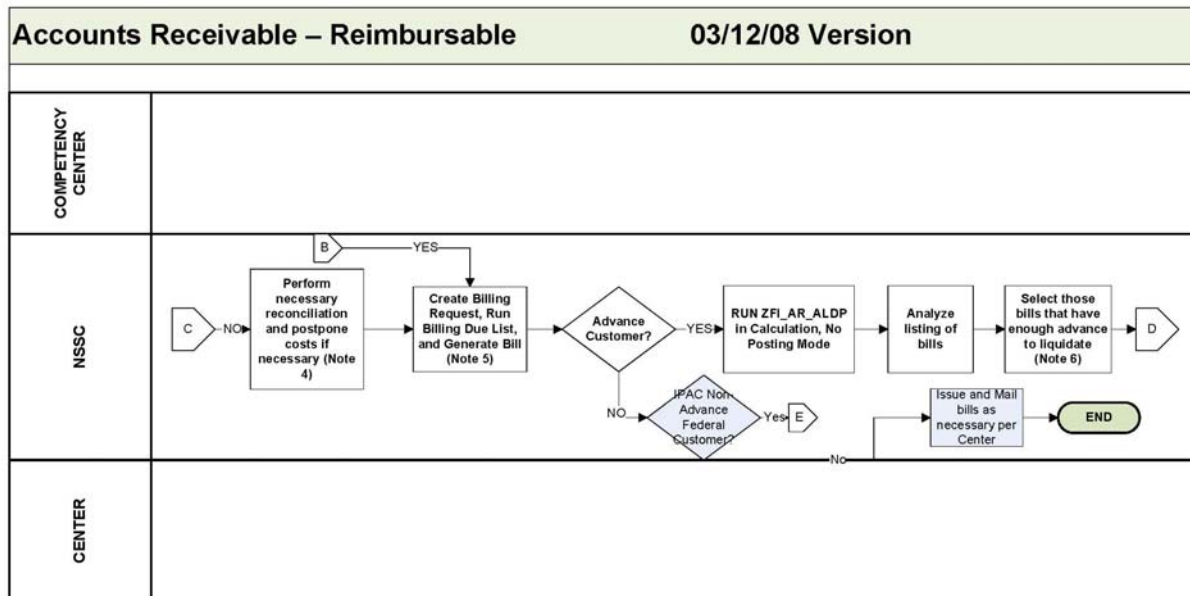 Accounts Receivable – Reimbursable 03/12/08 Version
COMPETENCY
CENTER
NSSC
B
YES
C
NO
Perform
necessary
reconciliation
and postpone
costs if
necessary (Note
4)
Create Billing
Request, Run
Billing Due List,
and Generate Bill
(Note 5)
Advance
Customer?
YES
RUN ZFI_AR_ALDP
in Calculation, No
Posting Mode
Analyze
listing of
bills
Select those
bills that have
enough advance
to liquidate
(Note 6)
D
NO
IPAC Non-
Advance
Federal
Customer?
Yes
E
No
Issue and Mail
bills as
necessary per
Center
END
CENTER